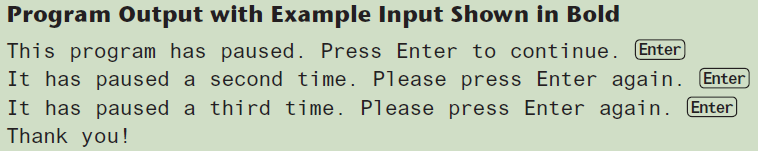 Program Output with Example Input Shown in Bold
This program has paused. Press Enter to continue. Enter
It has paused a second time. Please press Enter again. Enter
It has paused a third time. Please press Enter again. Enter
Thank you!